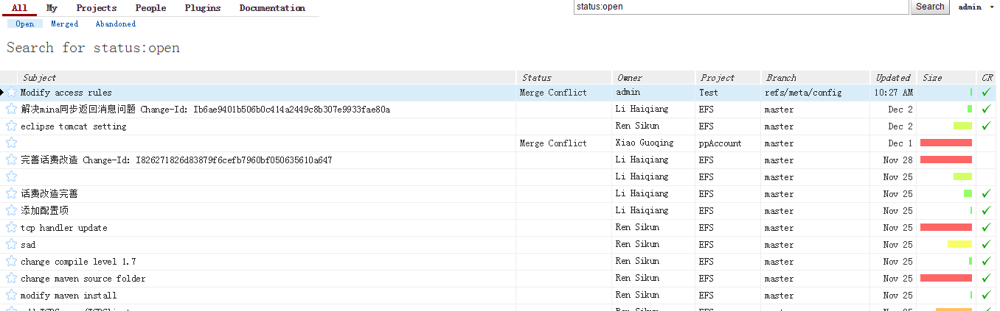 All My Projects People Plugins Documentation status:open Search admin
Open Merged Abandoned
Search for status:open
Subject Status Owner Project Branch Updated Size CR
Modify access rules Merge Conflict admin Test refs/meta/config 10:27 AM
解决mina同步返回消息问题 Change-Id: Ib6ae9401b506b0c414a2449c8b307e9933fae80a Li Haiqiang EFS master Dec 2
eclipse tomcat setting Ren Sikun EFS master Dec 2
Merge Conflict Xiao Guoqing ppAccount master Dec 1
完善话费改造 Change-Id: I826271826d83879f6cefb7960bf050635610a647 Li Haiqiang EFS master Nov 28
Li Haiqiang EFS master Nov 25
话费改造完善 Li Haiqiang EFS master Nov 25
添加配置项 Li Haiqiang EFS master Nov 25
tcp handler update Ren Sikun EFS master Nov 25
sad Ren Sikun EFS master Nov 25
change compile level 1.7 Ren Sikun EFS master Nov 25
change maven source folder Ren Sikun EFS master Nov 25
modify maven install Ren Sikun EFS master Nov 25
Ren Sikun EFS master Nov 25